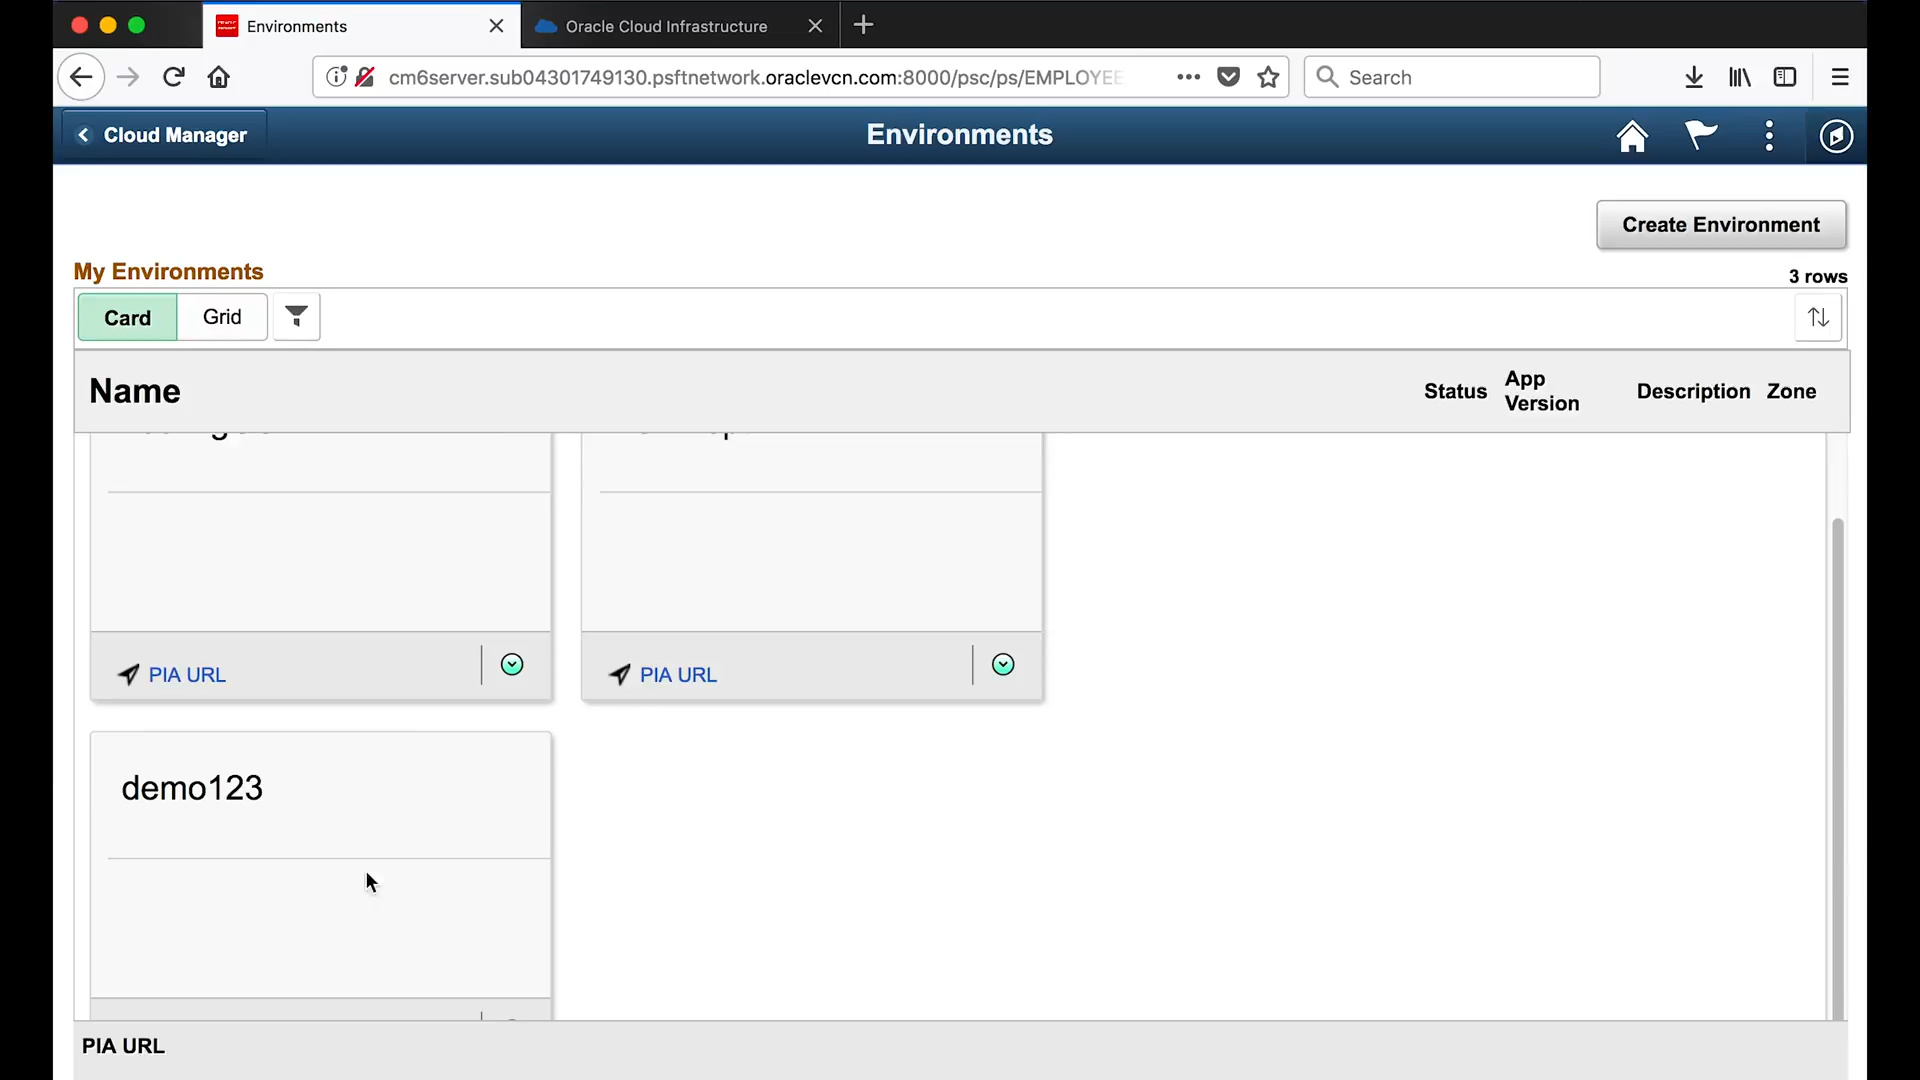 Environments
Oracle Cloud Infrastructure
cm6server.sub04301749130.psftnetwork.oraclevcn.com:8000/psc/ps/EMPLOYEE
Search
Cloud Manager
Environments
Create Environment
My Environments
3 rows
Card
Grid
Name
Status
App
Version
Description
Zone
PIA URL
PIA URL
demo123
PIA URL